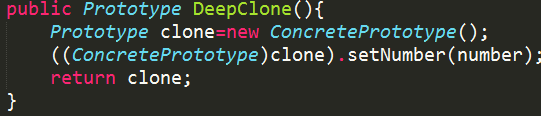 public Prototype DeepClone(){
    Prototype clone=new ConcretePrototype();
    ((ConcretePrototype)clone).setNumber(number);
    return clone;
}